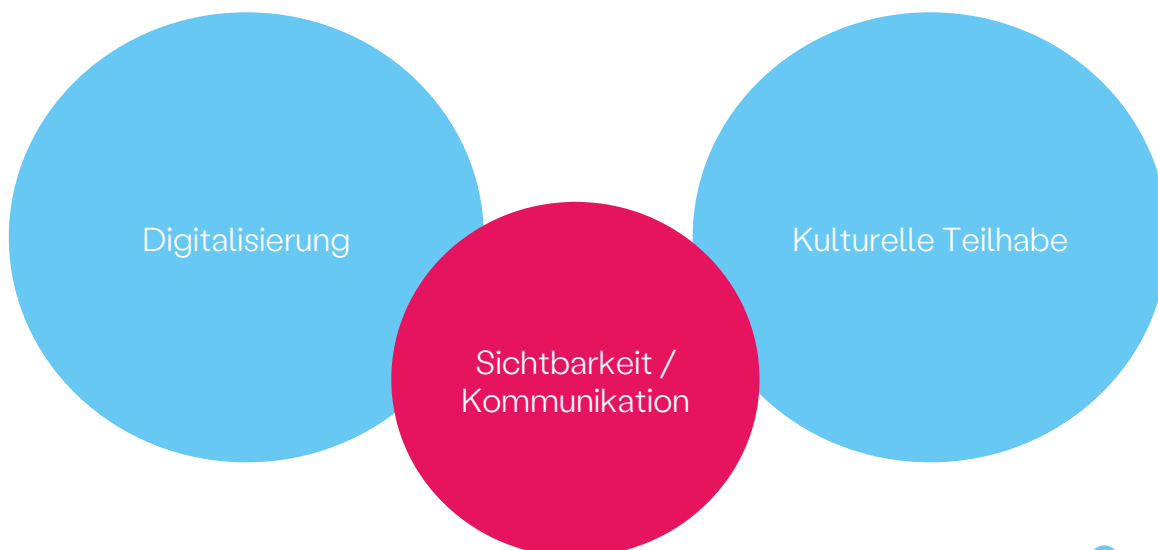 Digitalisierung
Kulturelle Teilhabe
Sichtbarkeit /
Kommunikation